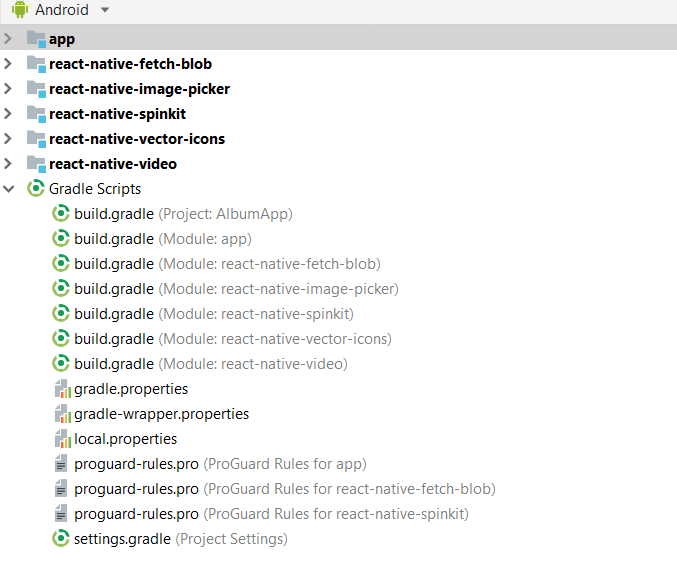 Android
app
react-native-fetch-blob
react-native-image-picker
react-native-spinkit
react-native-vector-icons
react-native-video
Gradle Scripts
build.gradle (Project: AlbumApp)
build.gradle (Module: app)
build.gradle (Module: react-native-fetch-blob)
build.gradle (Module: react-native-image-picker)
build.gradle (Module: react-native-spinkit)
build.gradle (Module: react-native-vector-icons)
build.gradle (Module: react-native-video)
gradle.properties
gradle-wrapper.properties
local.properties
proguard-rules.pro (ProGuard Rules for app)
proguard-rules.pro (ProGuard Rules for react-native-fetch-blob)
proguard-rules.pro (ProGuard Rules for react-native-spinkit)
settings.gradle (Project Settings)